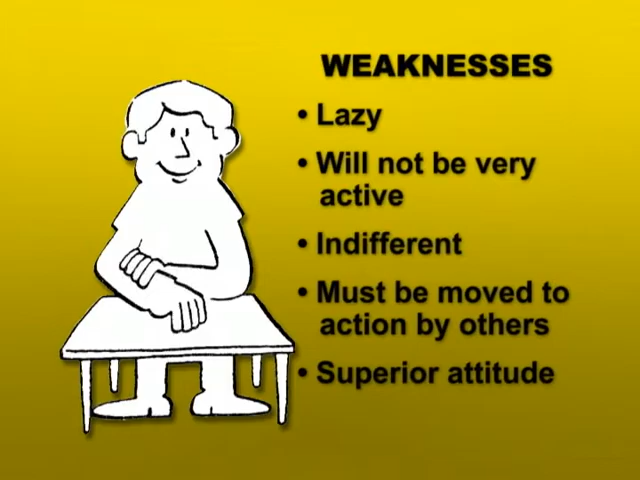 WEAKNESSES
• Lazy
• Will not be very
active
• Indifferent
• Must be moved to
action by others
• Superior attitude